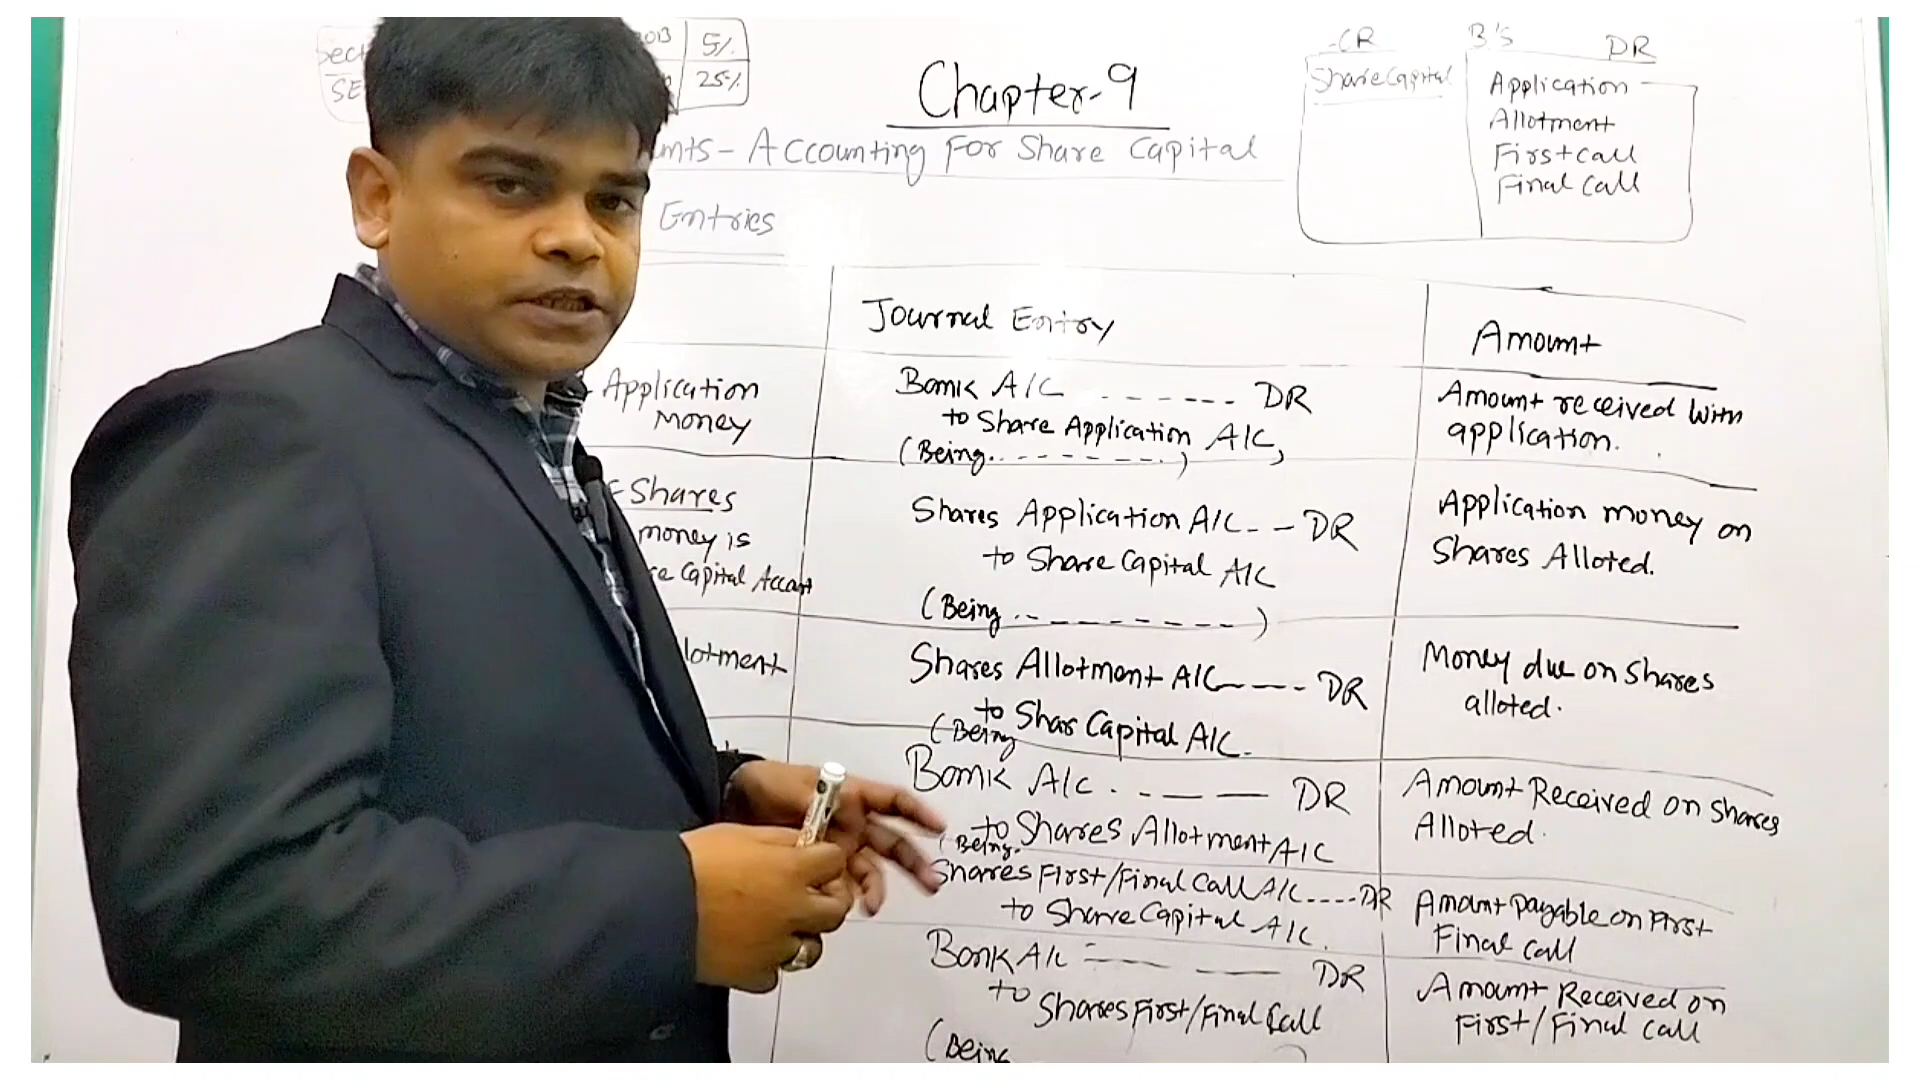 5%
25%
Chapter-9
Accounting For Share Capital
Entries
CR
Share Capital
B's
DR
Application
Allotment
First call
Final Call
Journal Entry
Amount
Application
Money
Bank A/C ------ DR
to Share Application A/C,
(Being.---------)
Amount received with
application.
Shares
money is
Capital Account
Shares Application A/C-- DR
to Share Capital A/C
(Being ----------)
Application money on
Shares Alloted.
lotment
Shares Allotment A/C---- DR
to Shar Capital A/C.
(Being
Money due on shares
alloted.
Bank A/C . - — — DR
to Shares Allotment A/C
(Being.
Amount Received on shares
Alloted.
Shares First/Final Call A/C----DR
to Share Capital A/C.
Amount payable on First
Final Call
Bank A/c ---- — DR
to Shares First/Final Call
(Being
Amount Received on
First/Final Call